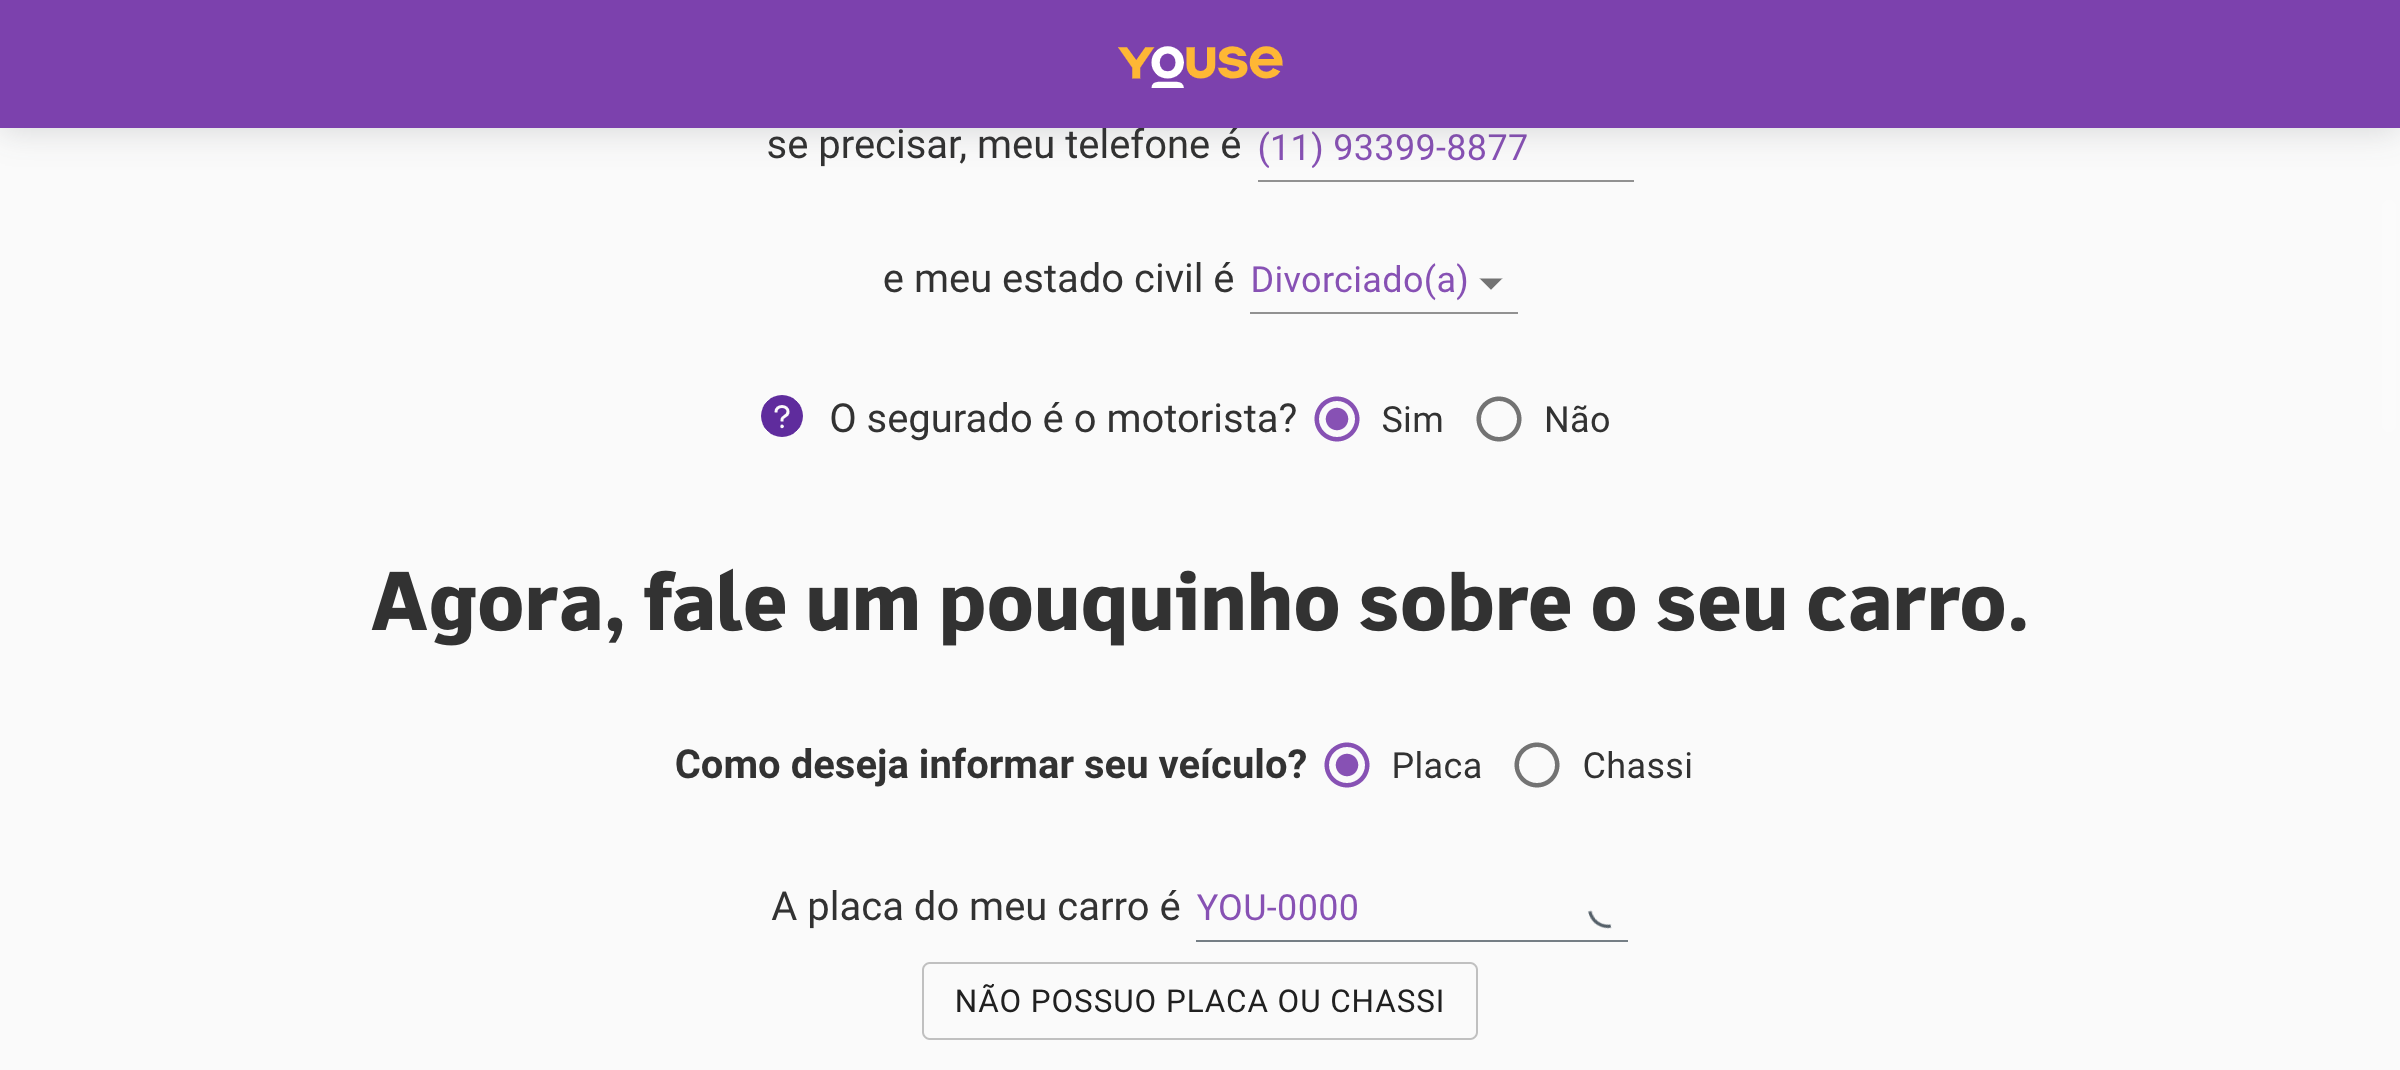 YOUSE
se precisar, meu telefone é (11) 93399-8877
e meu estado civil é Divorciado(a)
? O segurado é o motorista? Sim Não
Agora, fale um pouquinho sobre o seu carro.
Como deseja informar seu veículo? Placa Chassi
A placa do meu carro é YOU-0000
NÃO POSSUO PLACA OU CHASSI